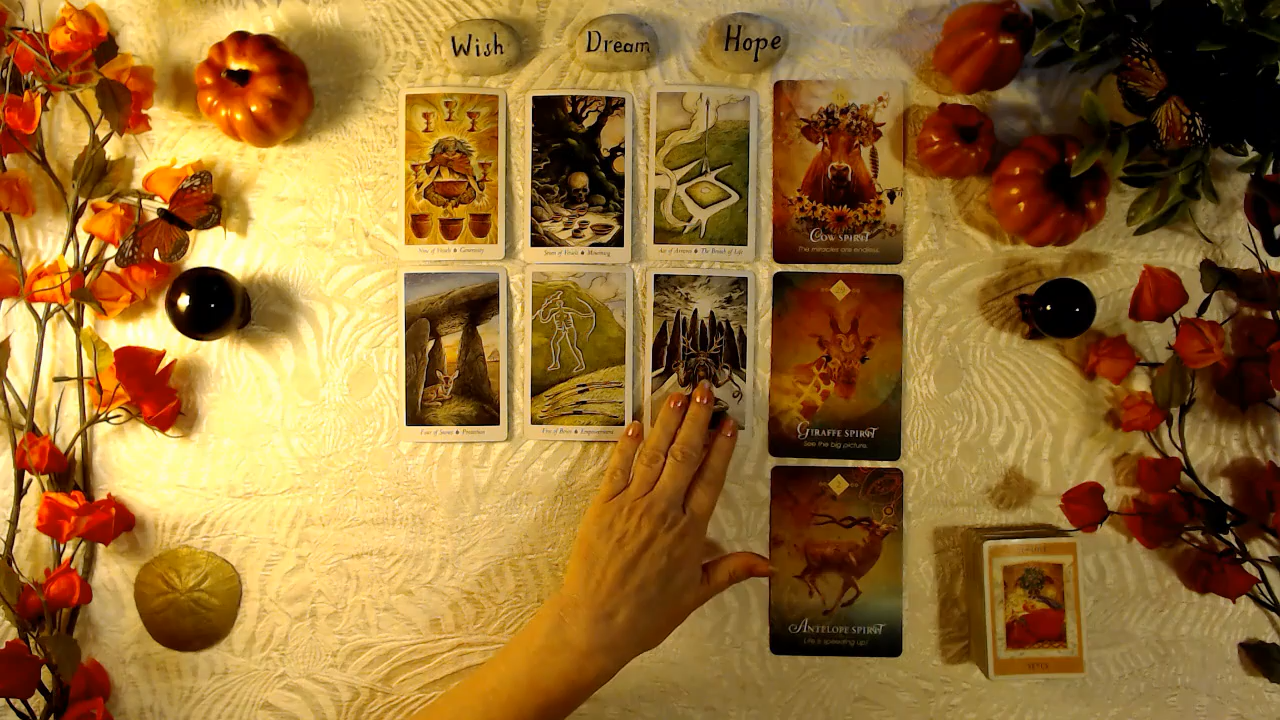 Wish
Dream
Hope
Nine of Vessels ♠ Generosity
Seven of Vessels ♠ Mourning
Ace of Arrows ♠ The Breath of Life
COW SPIRIT
The miracles are endless.
Four of Stones ♠ Protection
Five of Bows ♠ Empowerment
GIRAFFE SPIRIT
See the big picture.
ANTELOPE SPIRIT
Life is speeding up!